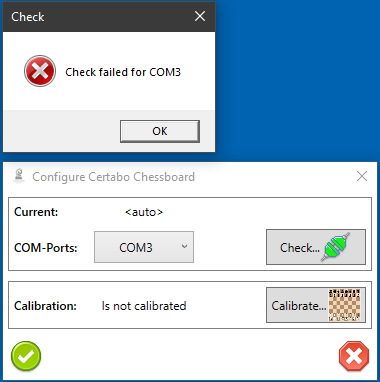 Check
Check failed for COM3
OK
Configure Certabo Chessboard
Current: <auto>
COM-Ports: COM3
Check...
Calibration: Is not calibrated
Calibrate...